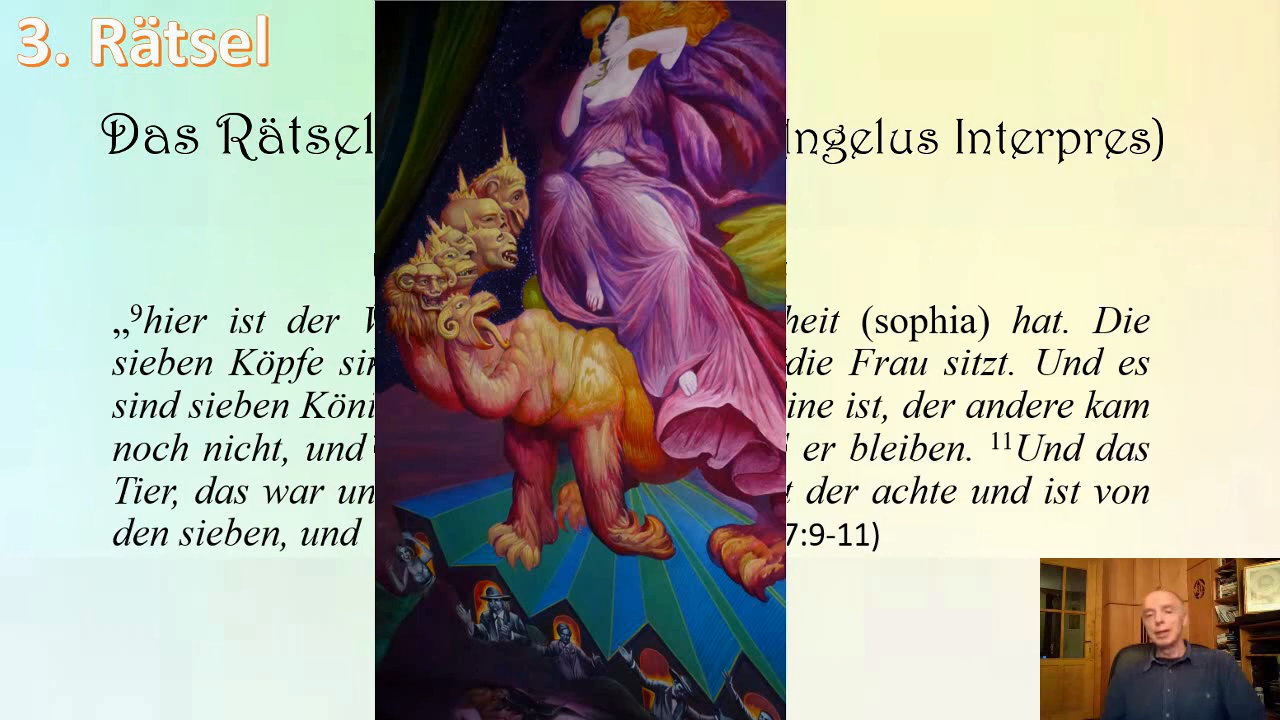 3. Rätsel
Das Rätsel ngelus Interpres)
„⁹hier ist der heit (sophia) hat. Die
sieben Köpfe die Frau sitzt. Und es
sind sieben ine ist, der andere kam
noch nicht, und er bleiben. ¹¹Und das
Tier, das war der achte und ist von
den sieben, und 7:9-11)